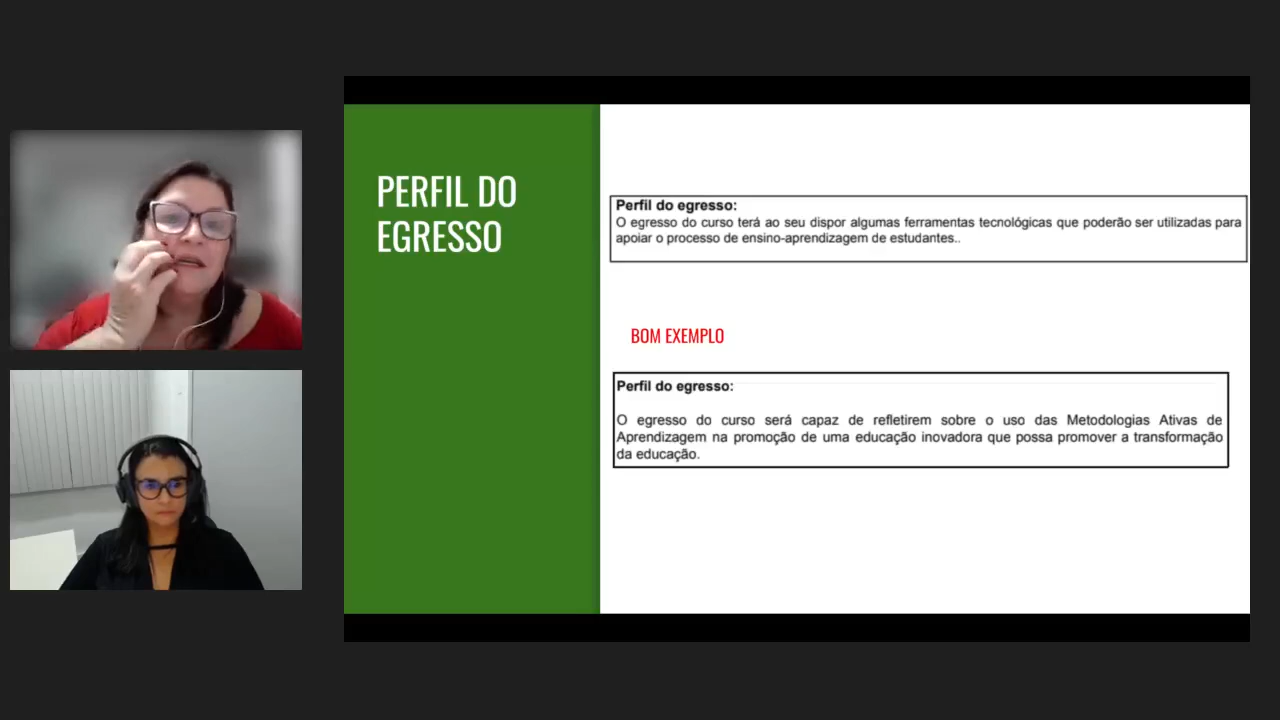 PERFIL DO
EGRESSO
Perfil do egresso:
O egresso do curso terá ao seu dispor algumas ferramentas tecnológicas que poderão ser utilizadas para
apoiar o processo de ensino-aprendizagem de estudantes..
BOM EXEMPLO
Perfil do egresso:
O egresso do curso será capaz de refletirem sobre o uso das Metodologias Ativas de
Aprendizagem na promoção de uma educação inovadora que possa promover a transformação
da educação.